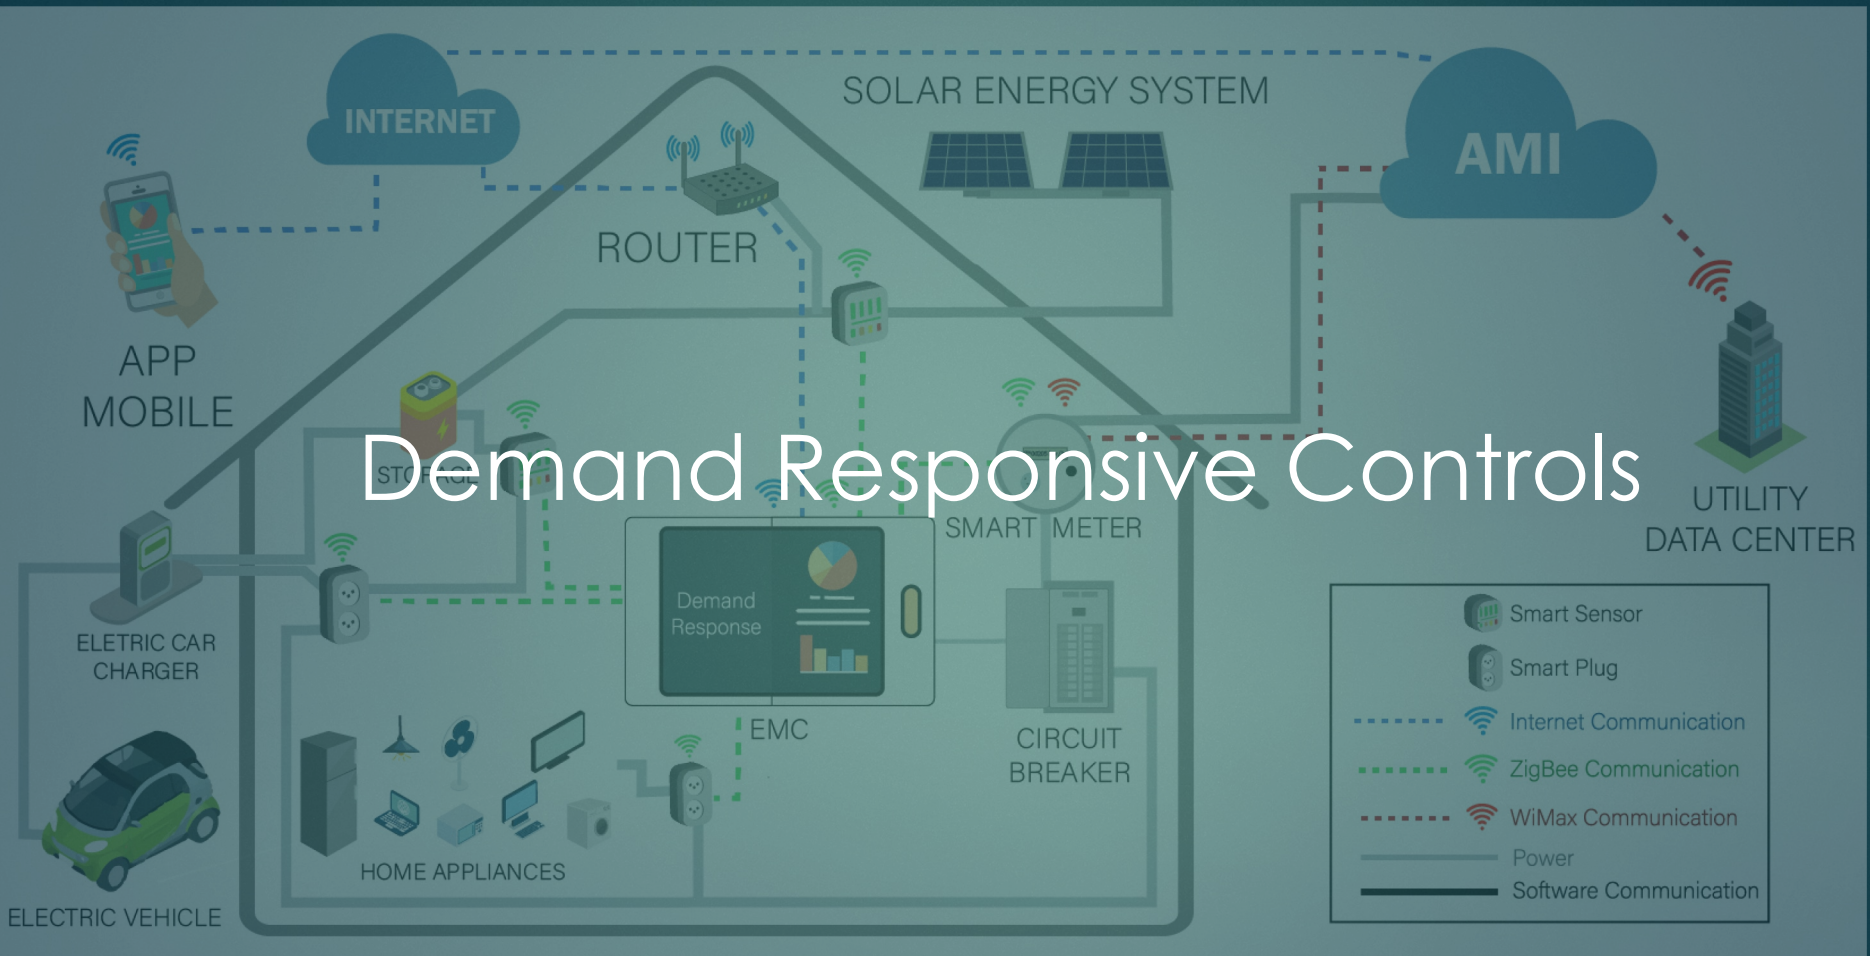 INTERNET
SOLAR ENERGY SYSTEM
AMI
ROUTER
APP
MOBILE
STORAGE
Demand Responsive Controls
SMART METER
UTILITY
DATA CENTER
Demand
Response
ELETRIC CAR
CHARGER
EMC
CIRCUIT
BREAKER
HOME APPLIANCES
ELECTRIC VEHICLE
Smart Sensor
Smart Plug
Internet Communication
ZigBee Communication
WiMax Communication
Power
Software Communication